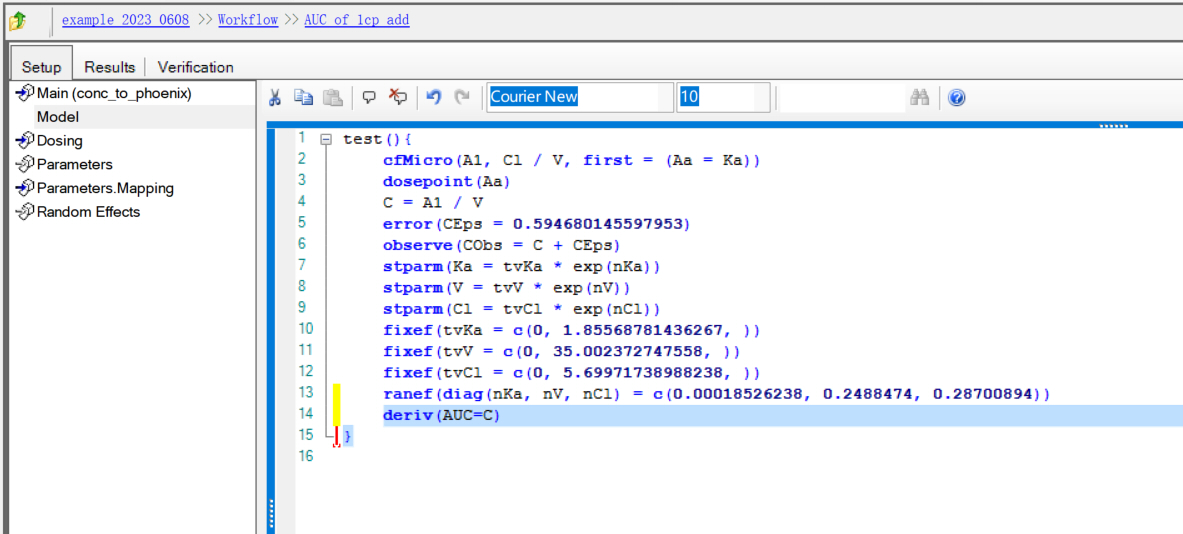 example 2023 0608 >> Workflow >> AUC of 1cp add
Setup Results Verification
Main (conc_to_phoenix)
Model
Dosing
Parameters
Parameters.Mapping
Random Effects
Courier New 10
1 test(){
2 cfMicro(A1, Cl / V, first = (Aa = Ka))
3 dosepoint(Aa)
4 C = A1 / V
5 error(CEps = 0.594680145597953)
6 observe(CObs = C + CEps)
7 stparm(Ka = tvKa * exp(nKa))
8 stparm(V = tvV * exp(nV))
9 stparm(Cl = tvCl * exp(nCl))
10 fixef(tvKa = c(0, 1.85568781436267, ))
11 fixef(tvV = c(0, 35.002372747558, ))
12 fixef(tvCl = c(0, 5.69971738988238, ))
13 ranef(diag(nKa, nV, nCl) = c(0.00018526238, 0.2488474, 0.28700894))
14 deriv(AUC=C)
15 }
16